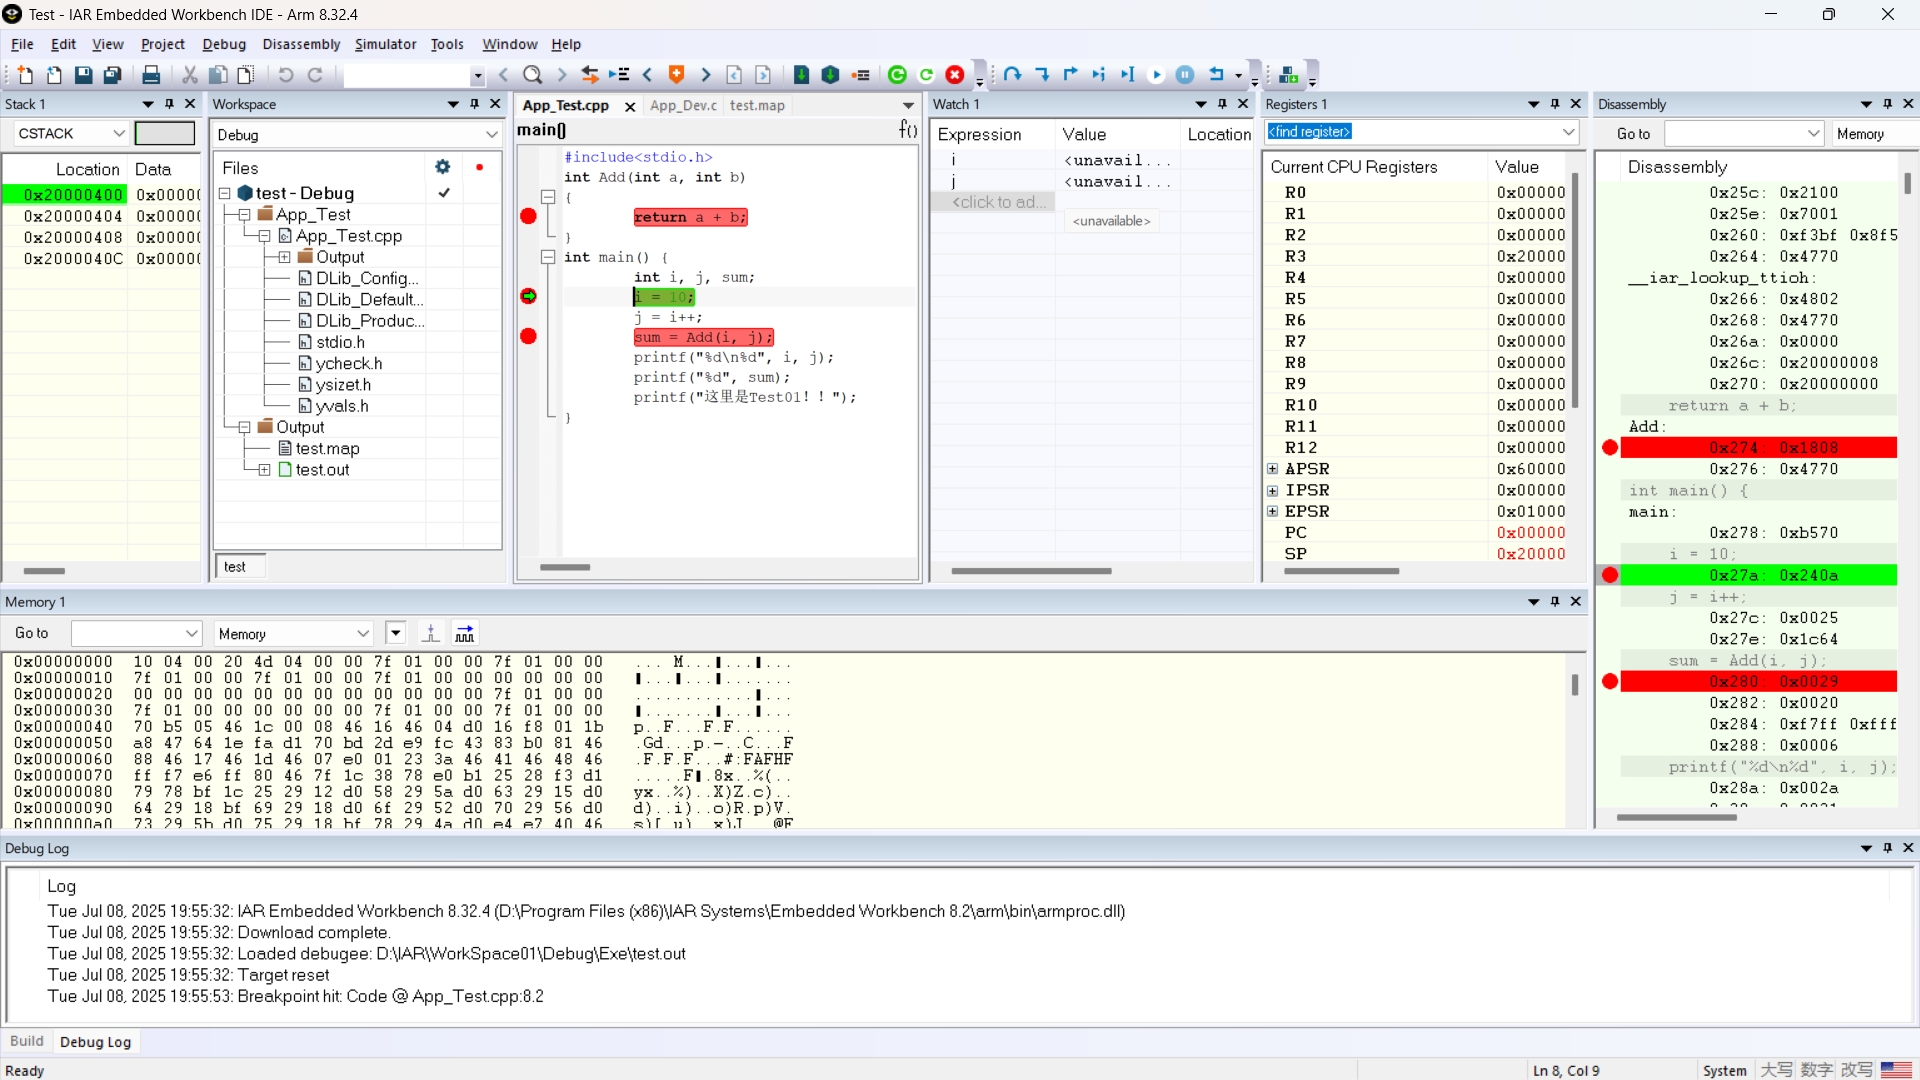 Test - IAR Embedded Workbench IDE - Arm 8.32.4
File Edit View Project Debug Disassembly Simulator Tools Window Help
Stack 1
CSTACK
Location Data
0x20000400 0x0000
0x20000404 0x0000
0x20000408 0x0000
0x2000040C 0x0000
Workspace
Debug
Files
test - Debug
App_Test
App_Test.cpp
Output
DLib_Config...
DLib_Default...
DLib_Produc...
stdio.h
ycheck.h
ysizet.h
yvals.h
Output
test.map
test.out
test
App_Test.cpp App_Dev.c test.map
main()
f()
#include<stdio.h>
int Add(int a, int b)
{
return a + b;
}
int main() {
int i, j, sum;
i = 10;
j = i++;
sum = Add(i, j);
printf("%d\n%d", i, j);
printf("%d", sum);
printf("这里是Test01！！");
}
Watch 1
Expression Value Location
i <unavail...
j <unavail...
<click to ad...
<unavailable>
Registers 1
<find register>
Current CPU Registers Value
R0 0x00000
R1 0x00000
R2 0x00000
R3 0x20000
R4 0x00000
R5 0x00000
R6 0x00000
R7 0x00000
R8 0x00000
R9 0x00000
R10 0x00000
R11 0x00000
R12 0x00000
APSR 0x60000
IPSR 0x00000
EPSR 0x01000
PC 0x00000
SP 0x20000
Disassembly
Go to Memory
Disassembly
0x25c: 0x2100
0x25e: 0x7001
0x260: 0xf3bf 0x8f5
0x264: 0x4770
__iar_lookup_ttioh:
0x266: 0x4802
0x268: 0x4770
0x26a: 0x0000
0x26c: 0x20000008
0x270: 0x20000000
return a + b;
Add:
0x274: 0x1808
0x276: 0x4770
int main() {
main:
0x278: 0xb570
i = 10;
0x27a: 0x240a
j = i++;
0x27c: 0x0025
0x27e: 0x1c64
sum = Add(i, j);
0x280: 0x0029
0x282: 0x0020
0x284: 0xf7ff 0xfff
0x288: 0x0006
printf("%d\n%d", i, j);
0x28a: 0x002a
Memory 1
Go to Memory
0x00000000 10 04 00 20 4d 04 00 00 7f 01 00 00 7f 01 00 00 ... M...▮...▮...
0x00000010 7f 01 00 00 7f 01 00 00 7f 01 00 00 00 00 00 00 ▮...▮...▮.......
0x00000020 00 00 00 00 00 00 00 00 00 00 00 00 7f 01 00 00 ............▮...
0x00000030 7f 01 00 00 00 00 00 00 7f 01 00 00 7f 01 00 00 ▮.......▮...▮...
0x00000040 70 b5 05 46 1c 00 08 46 16 46 04 d0 16 f8 01 1b p..F...F.F......
0x00000050 a8 47 64 1e fa d1 70 bd 2d e9 fc 43 83 b0 81 46 .Gd...p.-..C...F
0x00000060 88 46 17 46 1d 46 07 e0 01 23 3a 46 41 46 48 46 .F.F.F...#:FAFHF
0x00000070 ff f7 e6 ff 80 46 7f 1c 38 78 e0 b1 25 28 f3 d1 .....F▮.8x..%(..
0x00000080 79 78 bf 1c 25 29 12 d0 58 29 5a d0 63 29 15 d0 yx..%)..X)Z.c)..
0x00000090 64 29 18 bf 69 29 18 d0 6f 29 52 d0 70 29 56 d0 d)..i)..o)R.p)V.
0x000000a0 73 29 5b d0 75 29 18 bf 78 29 4a d0 e4 e7 40 46 s)[.u)..x)J...@F
Debug Log
Log
Tue Jul 08, 2025 19:55:32: IAR Embedded Workbench 8.32.4 (D:\Program Files (x86)\IAR Systems\Embedded Workbench 8.2\arm\bin\armproc.dll)
Tue Jul 08, 2025 19:55:32: Download complete.
Tue Jul 08, 2025 19:55:32: Loaded debugee: D:\IAR\WorkSpace01\Debug\Exe\test.out
Tue Jul 08, 2025 19:55:32: Target reset
Tue Jul 08, 2025 19:55:53: Breakpoint hit: Code @ App_Test.cpp:8.2
Build Debug Log
Ready Ln 8, Col 9 System 大写 数字 改写